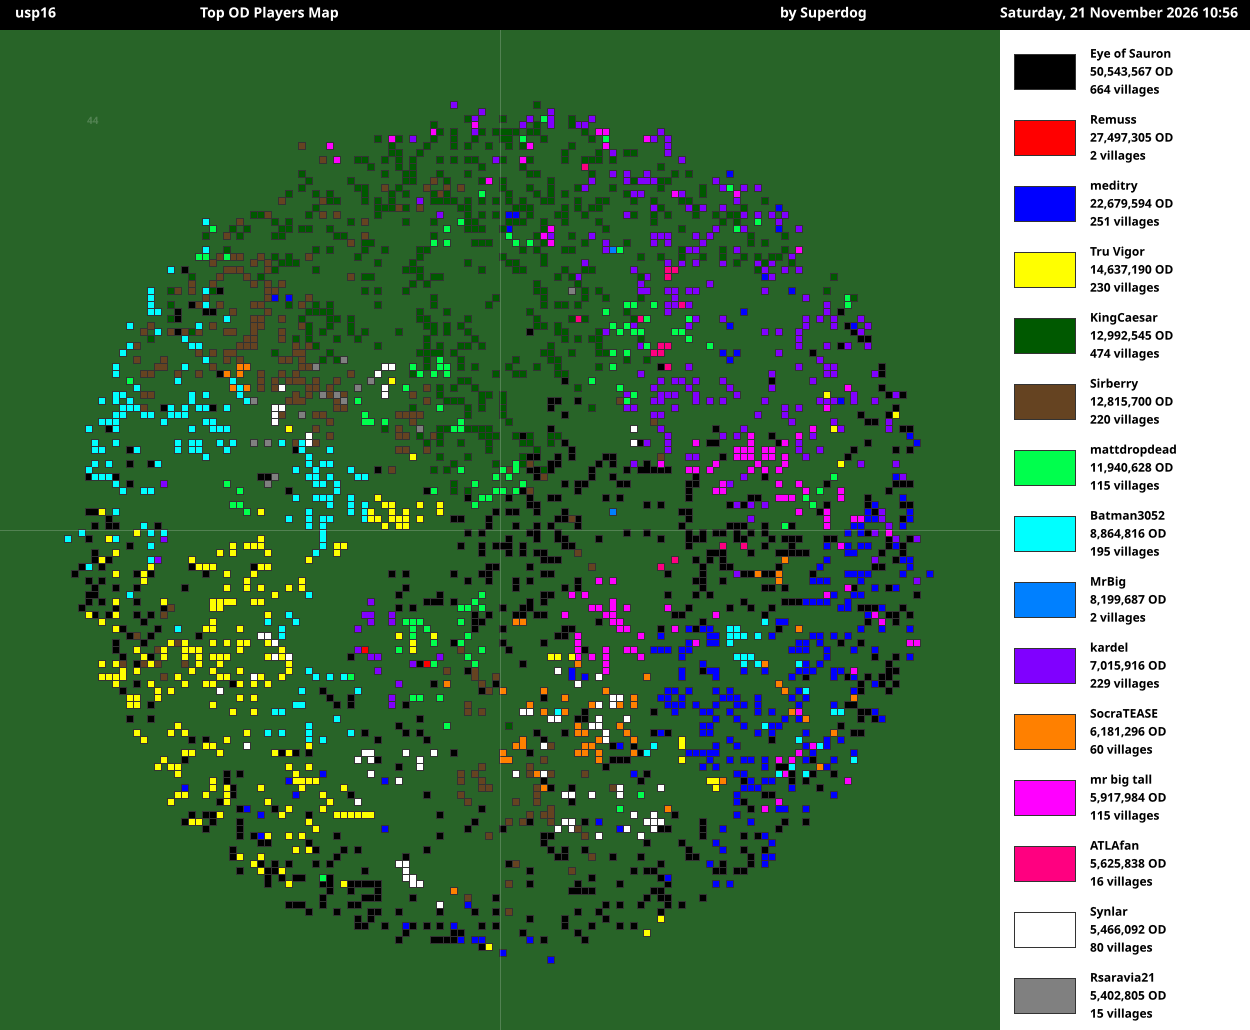 usp16 Top OD Players Map by Superdog Saturday, 21 November 2026 10:56
44
Eye of Sauron
50,543,567 OD
664 villages
Remuss
27,497,305 OD
2 villages
meditry
22,679,594 OD
251 villages
Tru Vigor
14,637,190 OD
230 villages
KingCaesar
12,992,545 OD
474 villages
Sirberry
12,815,700 OD
220 villages
mattdropdead
11,940,628 OD
115 villages
Batman3052
8,864,816 OD
195 villages
MrBig
8,199,687 OD
2 villages
kardel
7,015,916 OD
229 villages
SocraTEASE
6,181,296 OD
60 villages
mr big tall
5,917,984 OD
115 villages
ATLAfan
5,625,838 OD
16 villages
Synlar
5,466,092 OD
80 villages
Rsaravia21
5,402,805 OD
15 villages